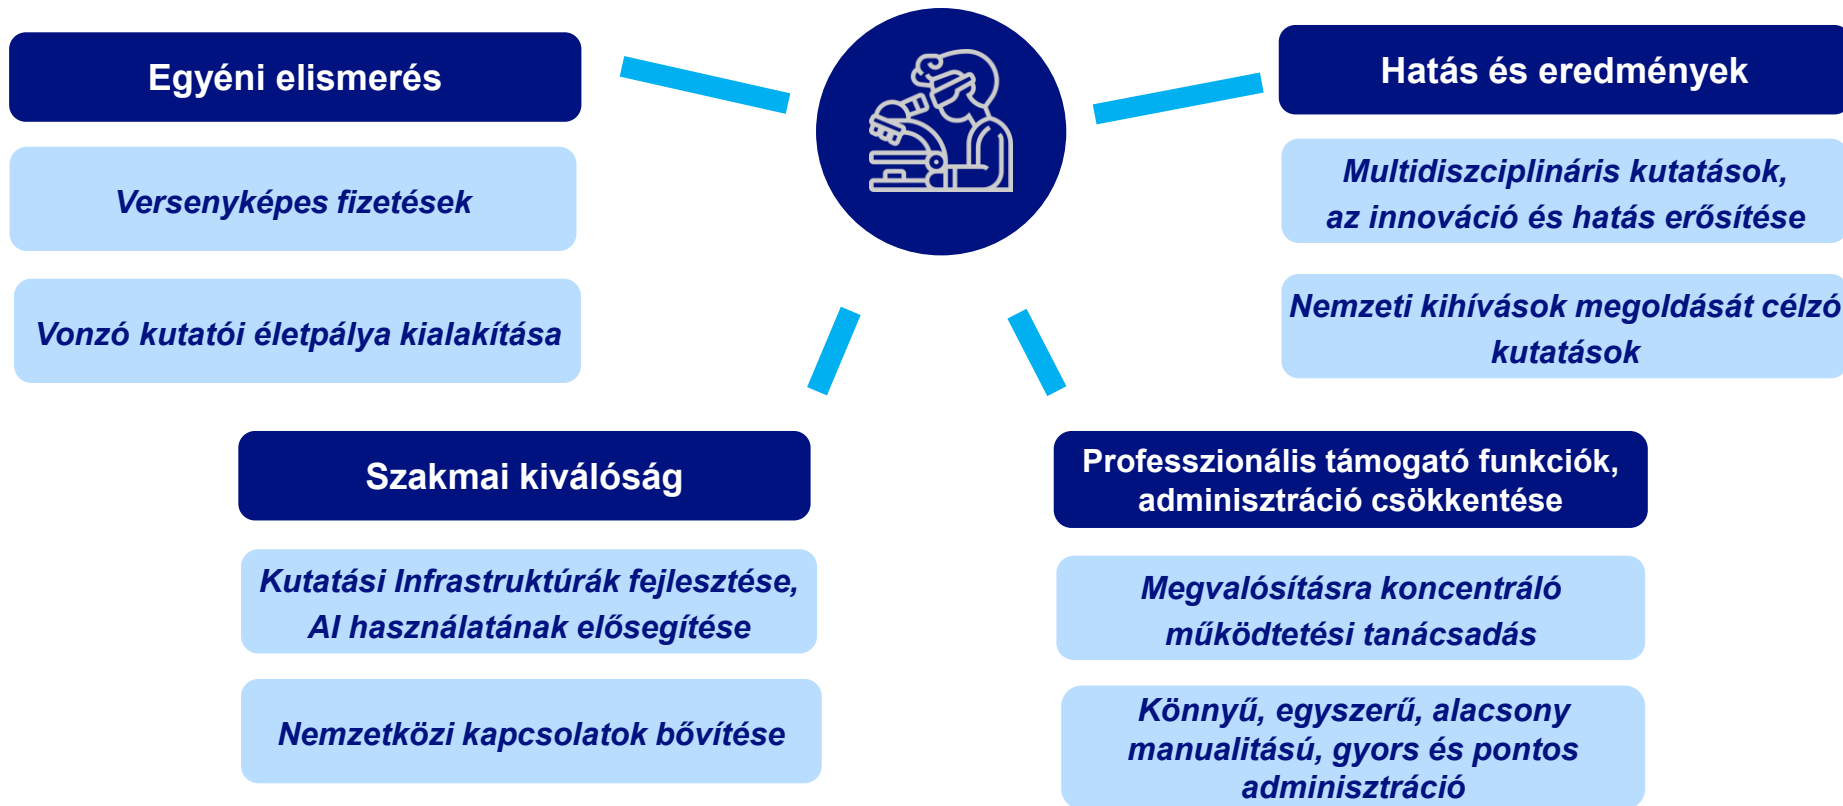 Egyéni elismerés
Versenyképes fizetések
Vonzó kutatói életpálya kialakítása
Hatás és eredmények
Multidiszciplináris kutatások,
az innováció és hatás erősítése
Nemzeti kihívások megoldását célzó
kutatások
Szakmai kiválóság
Kutatási Infrastruktúrák fejlesztése,
AI használatának elősegítése
Nemzetközi kapcsolatok bővítése
Professzionális támogató funkciók,
adminisztráció csökkentése
Megvalósításra koncentráló
működtetési tanácsadás
Könnyű, egyszerű, alacsony
manualitású, gyors és pontos
adminisztráció